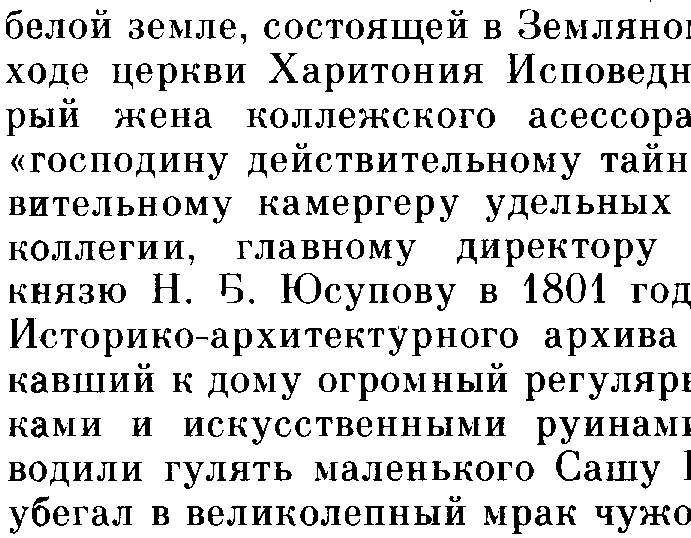 белой земле, состоящей в Земляно
ходе церкви Харитония Исповедн
рый жена коллежского асессора
«господину действительному тайн
вительному камергеру удельных
коллегии, главному директору
князю Н. Б. Юсупову в 1801 год
Историко-архитектурного архива
кавший к дому огромный регуляр
ками и искусственными руинам
водили гулять маленького Сашу
убегал в великолепный мрак чужо